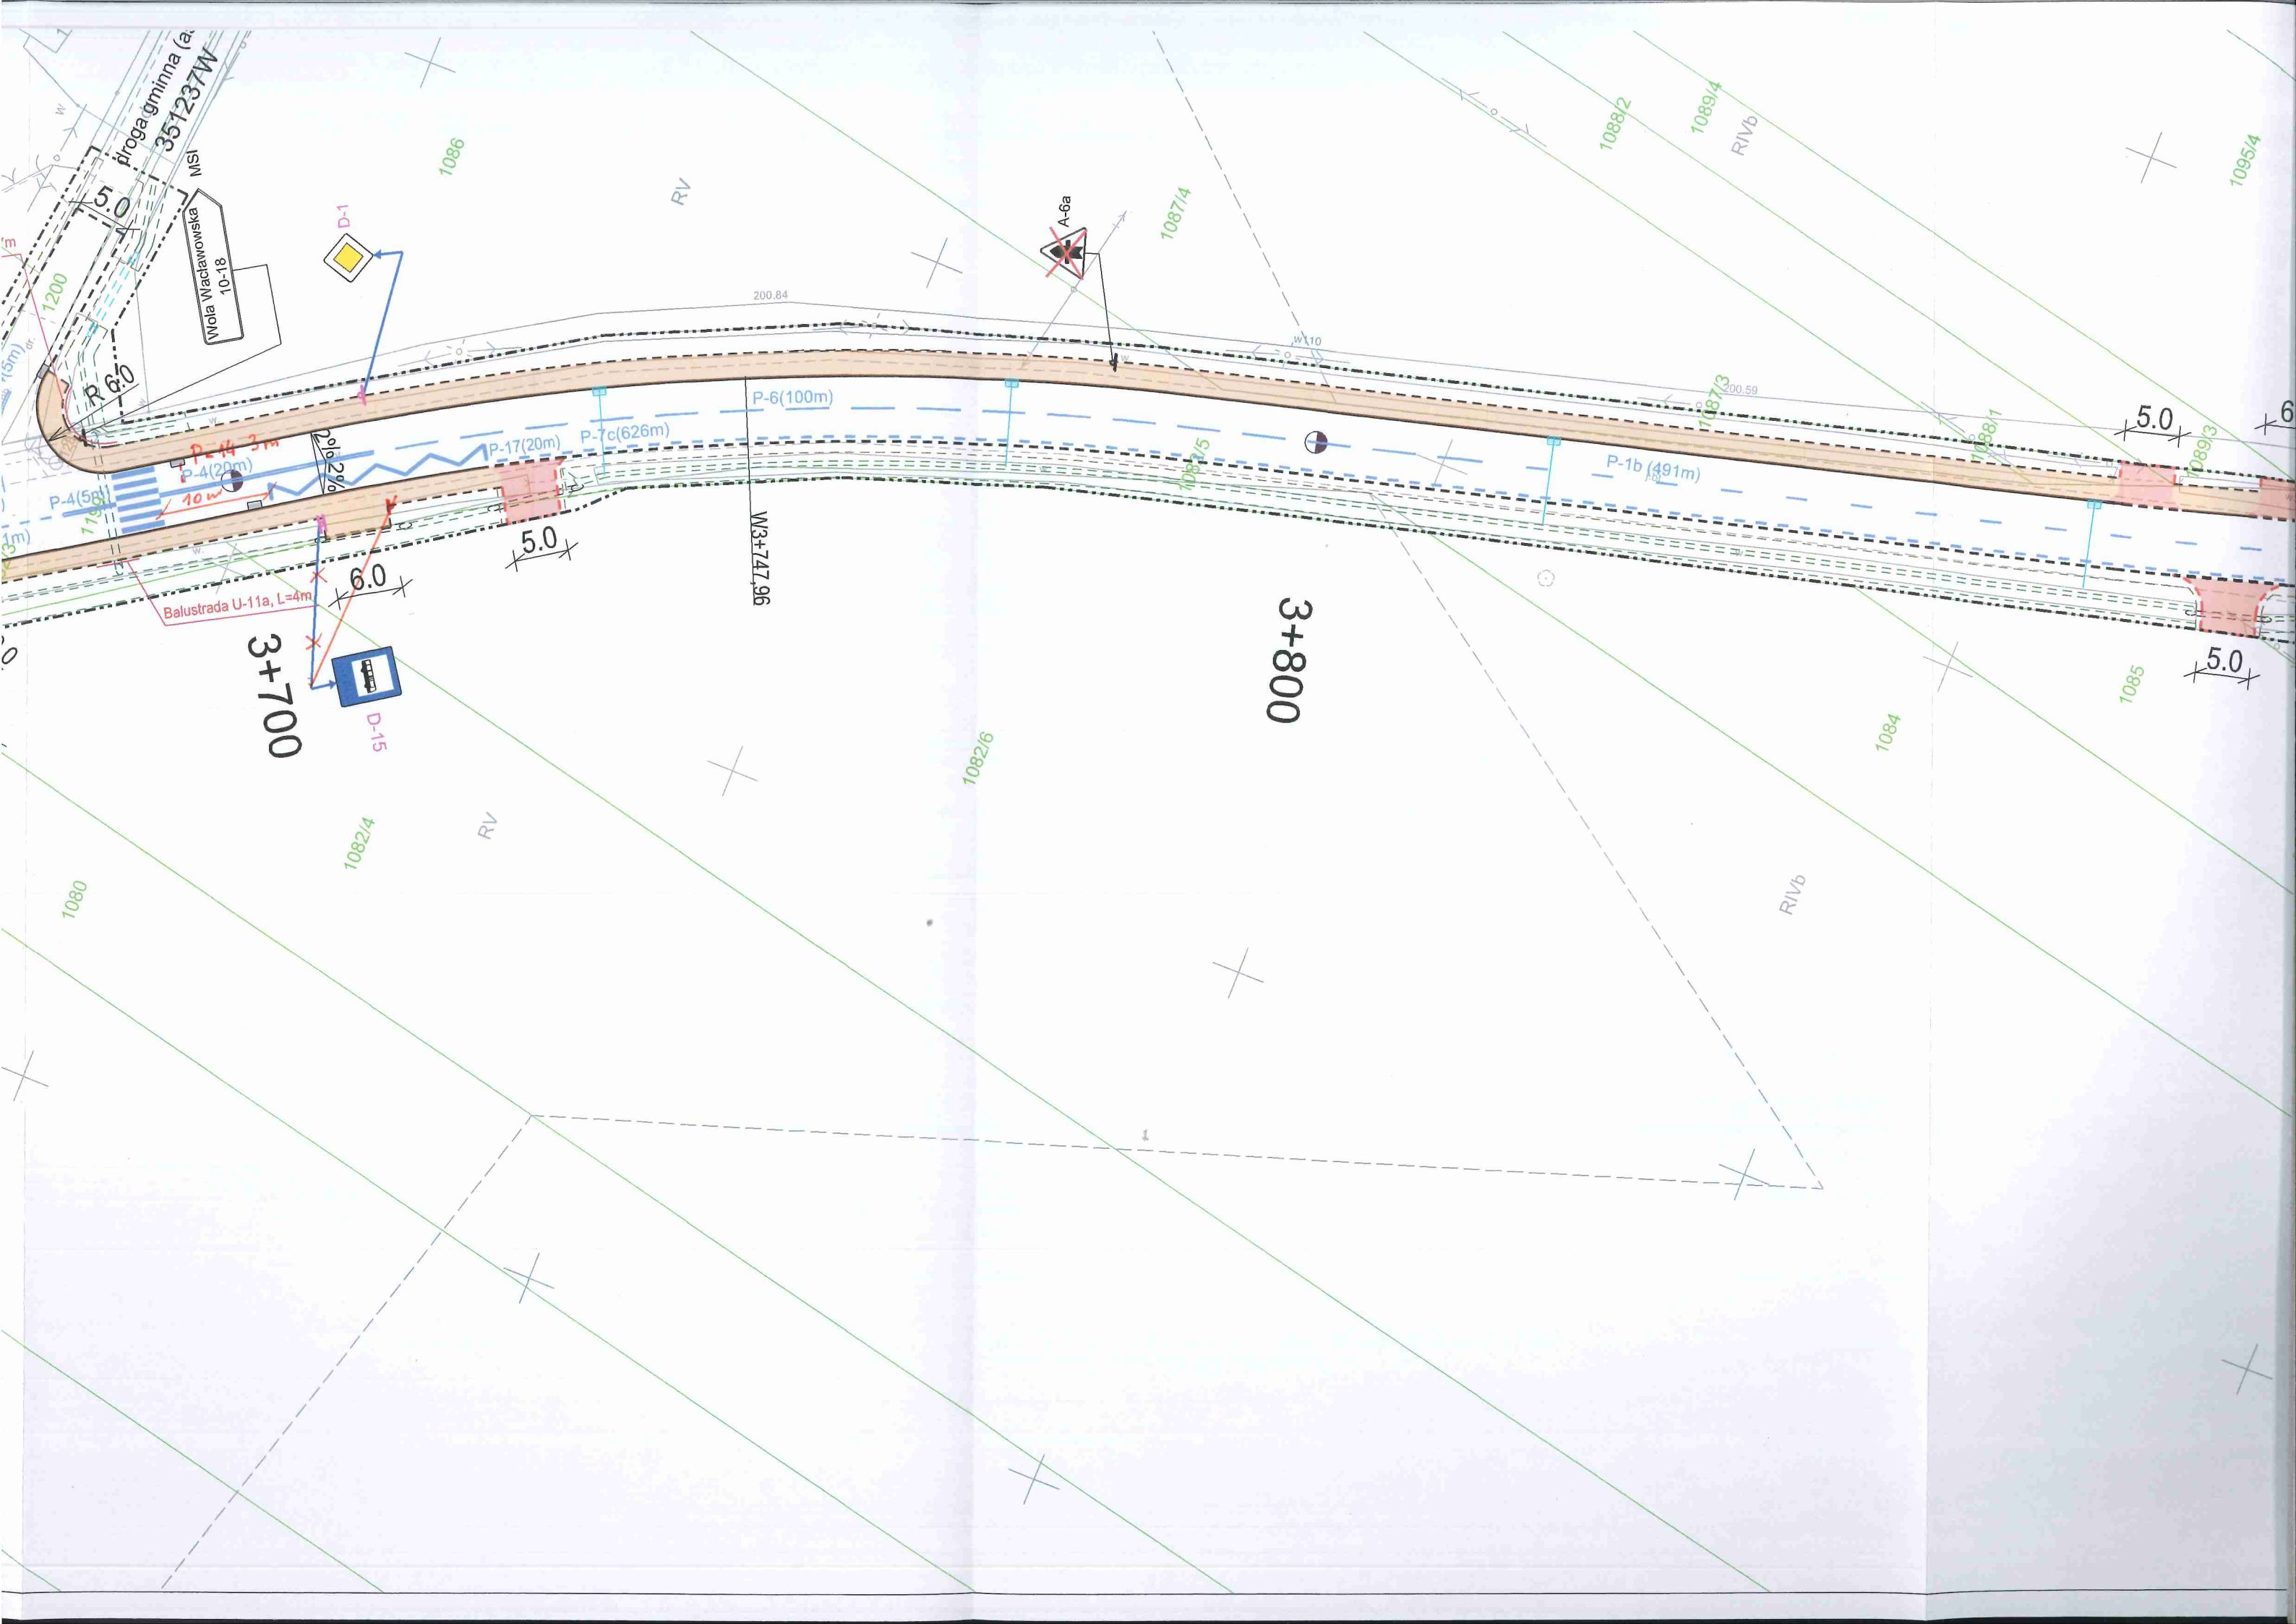 droga gminna
351237W
MSI
5.0
Wola Wacławowska
10-18
1200
R 6.0
D-1
1086
RV
200.84
A-6a
1087/4
1088/2
1089/4
RIVb
1095/4
w110
1087/3
200.59
1088/1
5.0
1089/3
6
P-14 3m
P-4(20m)
P-4(5m)
10m
2%
2%
P-17(20m)
P-7c(626m)
P-6(100m)
P-1b (491m)
5.0
6.0
Balustrada U-11a, L=4m
W3+747,96
3+700
3+800
D-15
1082/6
1082/4
RV
1080
1084
1085
5.0
RIVb